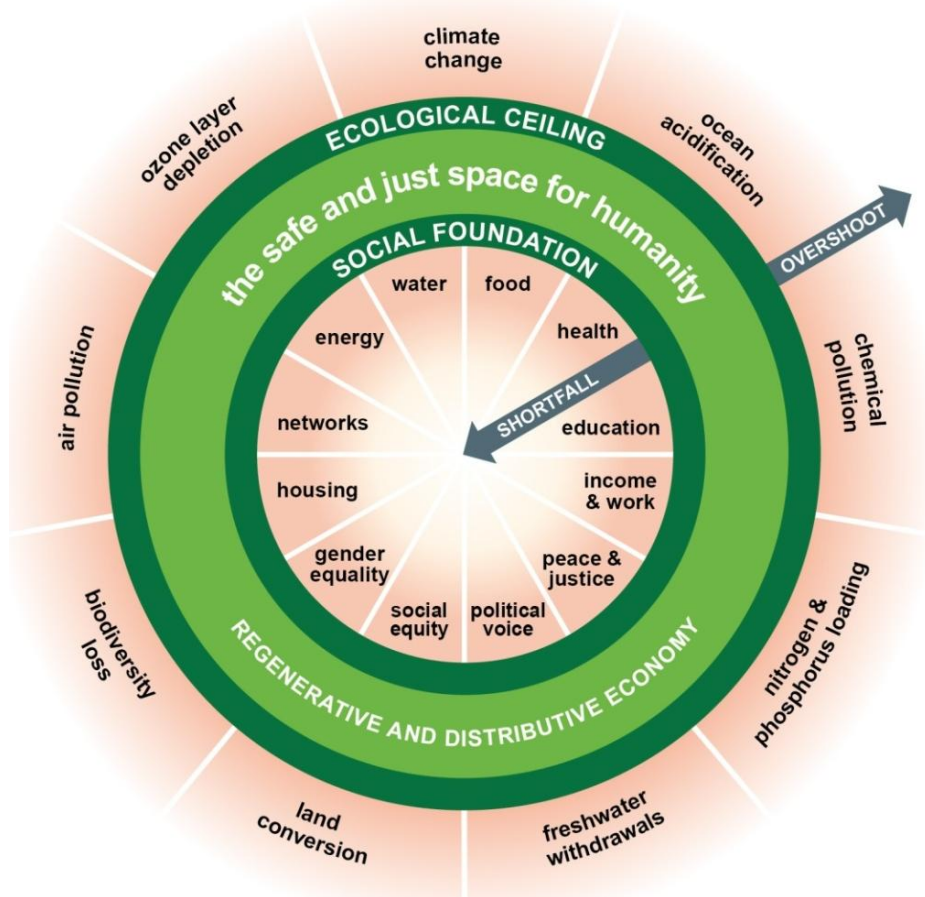 climate
change
ozone layer
depletion
ocean
acidification
ECOLOGICAL CEILING
OVERSHOOT
the safe and just space for humanity
SOCIAL FOUNDATION
water
food
energy
health
SHORTFALL
air pollution
chemical
pollution
networks
education
housing
income
& work
gender
equality
peace &
justice
social
equity
political
voice
biodiversity
loss
nitrogen &
phosphorus loading
REGENERATIVE AND DISTRIBUTIVE ECONOMY
land
conversion
freshwater
withdrawals